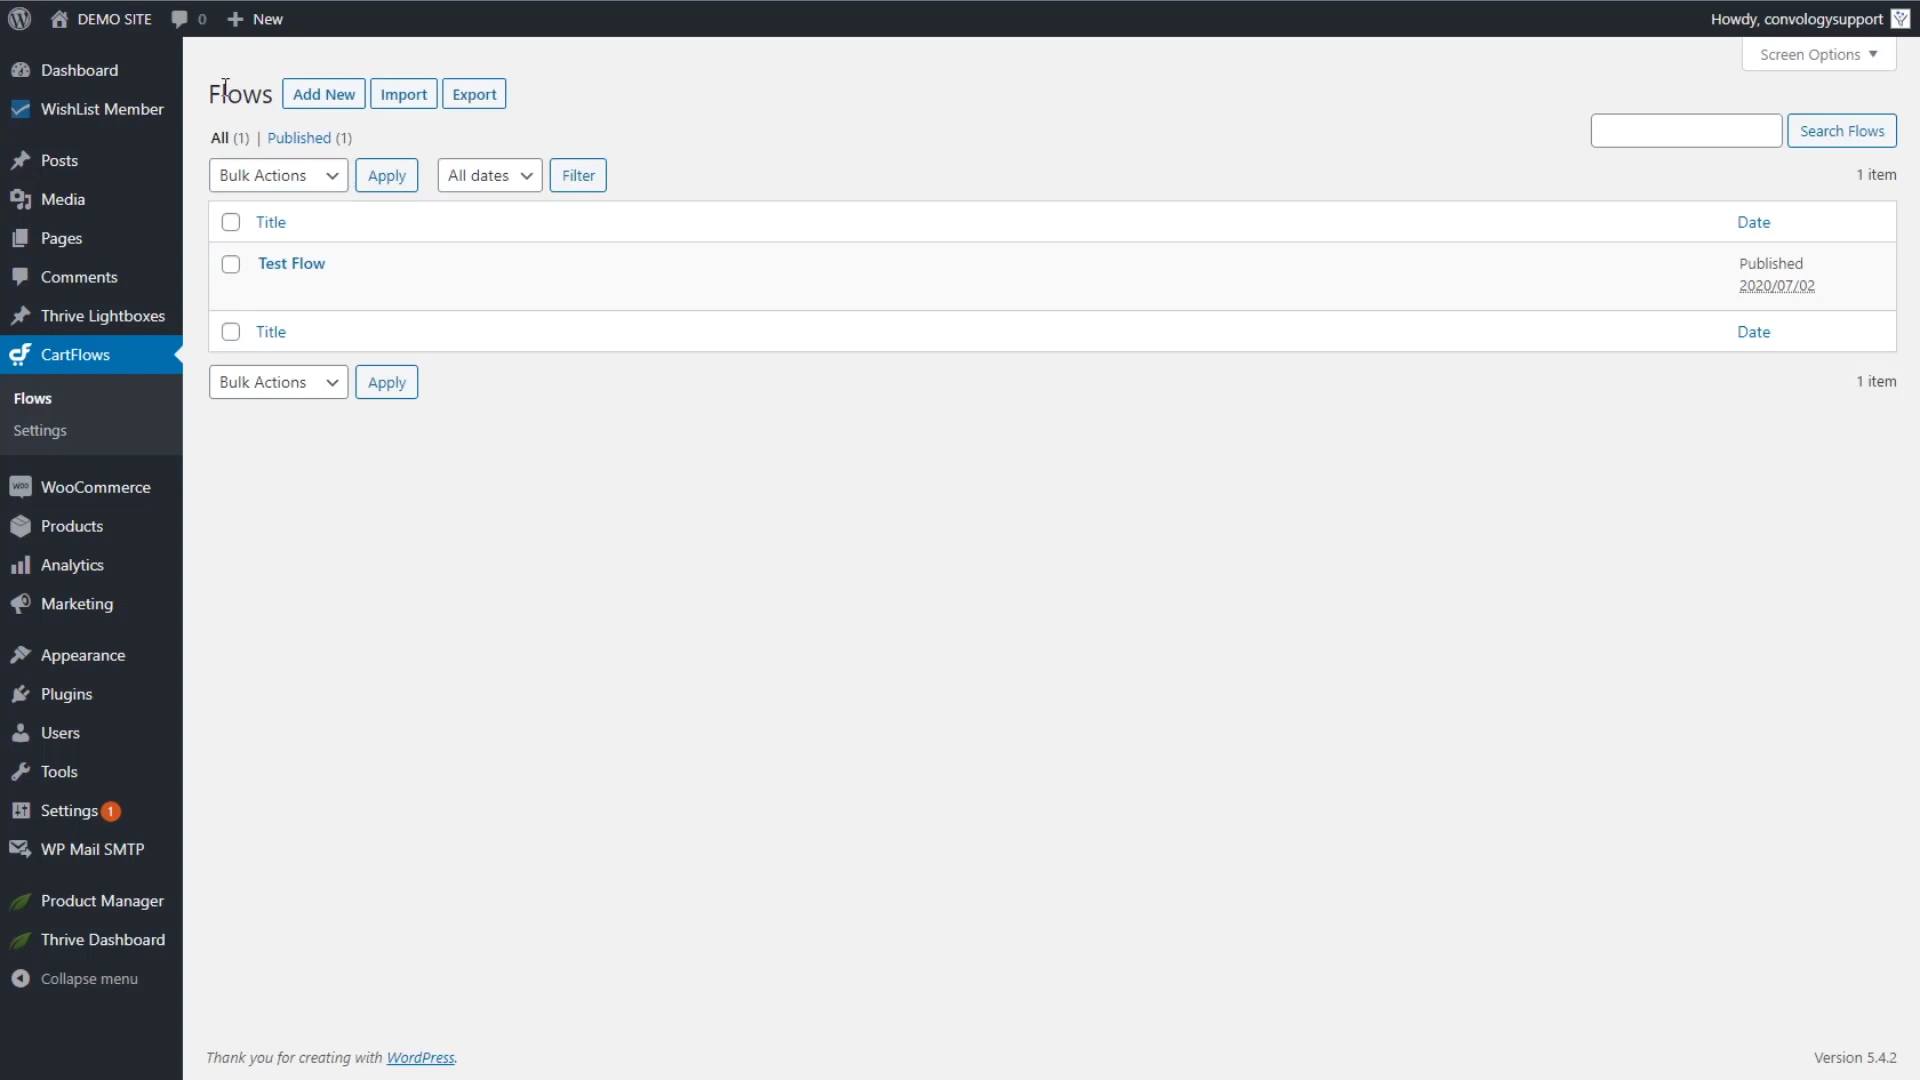 DEMO SITE 0 New Howdy, convologysupport
Screen Options
Dashboard
WishList Member
Posts
Media
Pages
Comments
Thrive Lightboxes
CartFlows
Flows
Settings
WooCommerce
Products
Analytics
Marketing
Appearance
Plugins
Users
Tools
Settings 1
WP Mail SMTP
Product Manager
Thrive Dashboard
Collapse menu
Flows Add New Import Export
All (1) | Published (1)
Search Flows
Bulk Actions Apply All dates Filter 1 item
Title Date
Test Flow Published
2020/07/02
Title Date
Bulk Actions Apply 1 item
Thank you for creating with WordPress. Version 5.4.2